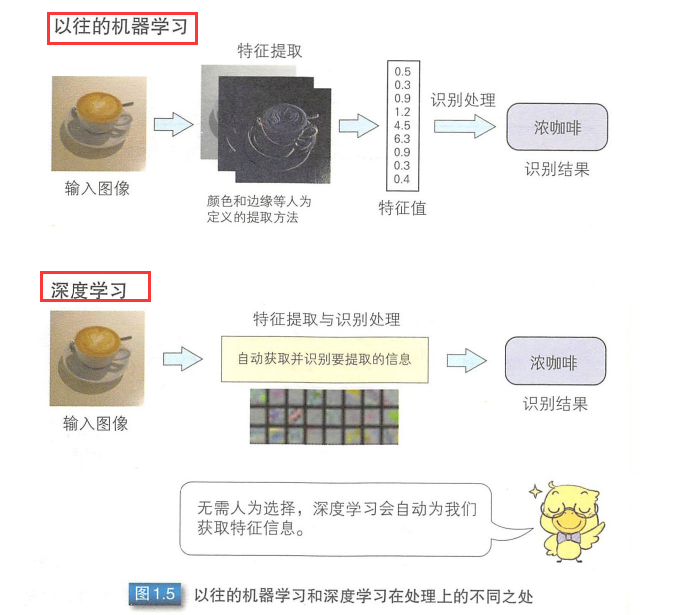 以往的机器学习
特征提取
0.5
0.3
0.9
1.2
4.5
6.3
0.9
0.3
0.4
识别处理
浓咖啡
输入图像
颜色和边缘等人为
定义的提取方法
特征值
识别结果
深度学习
特征提取与识别处理
自动获取并识别要提取的信息
浓咖啡
输入图像
识别结果
无需人为选择，深度学习会自动为我们
获取特征信息。
图1.5 以往的机器学习和深度学习在处理上的不同之处